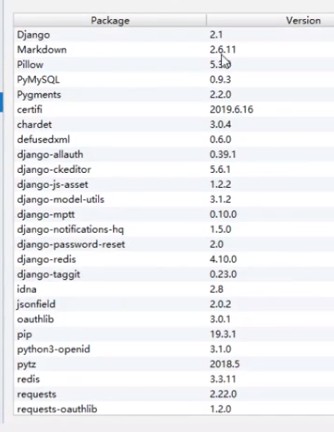 Package Version
Django 2.1
Markdown 2.6.11
Pillow
PyMySQL 0.9.3
Pygments 2.2.0
certifi 2019.6.16
chardet 3.0.4
defusedxml 0.6.0
django-allauth 0.39.1
django-ckeditor 5.6.1
django-js-asset 1.2.2
django-model-utils 3.1.2
django-mptt 0.10.0
django-notifications-hq 1.5.0
django-password-reset 2.0
django-redis 4.10.0
django-taggit 0.23.0
idna 2.8
jsonfield 2.0.2
oauthlib 3.0.1
pip 19.3.1
python3-openid 3.1.0
pytz 2018.5
redis 3.3.11
requests 2.22.0
requests-oauthlib 1.2.0